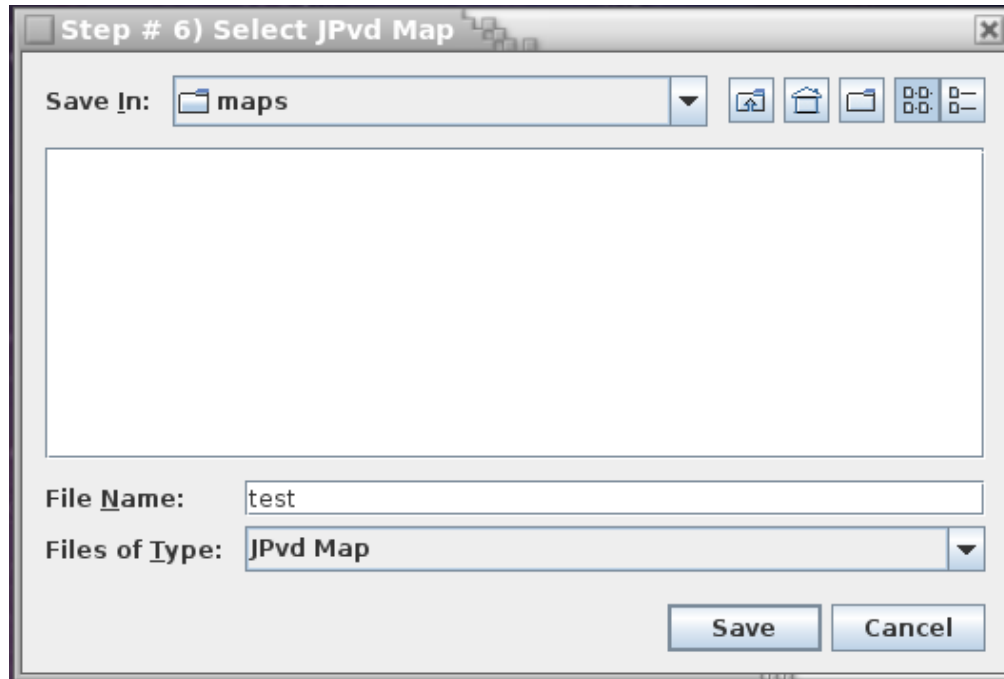 Step # 6) Select JPvd Map
Save In: maps
File Name: test
Files of Type: JPvd Map
Save Cancel